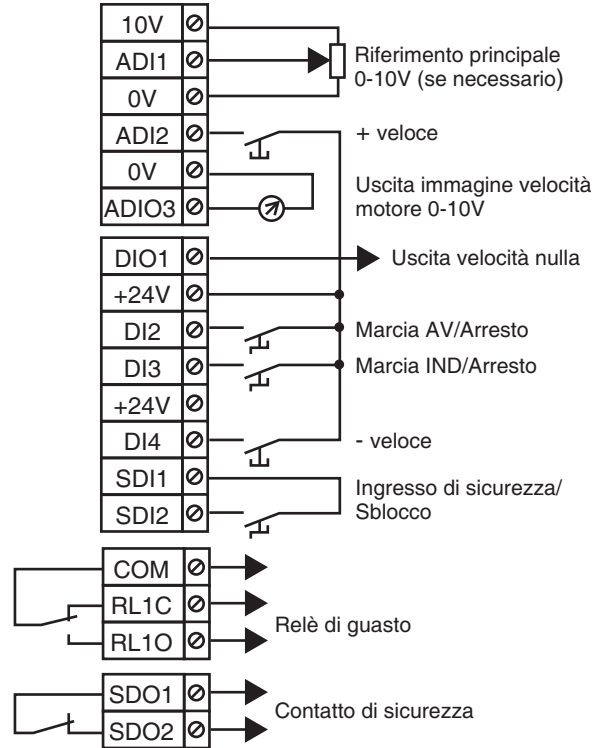 10V
ADI1
Riferimento principale
0-10V (se necessario)
0V
ADI2
+ veloce
0V
Uscita immagine velocità
motore 0-10V
ADIO3
DIO1
Uscita velocità nulla
+24V
DI2
Marcia AV/Arresto
DI3
Marcia IND/Arresto
+24V
DI4
- veloce
SDI1
Ingresso di sicurezza/
Sblocco
SDI2
COM
RL1C
Relè di guasto
RL1O
SDO1
Contatto di sicurezza
SDO2